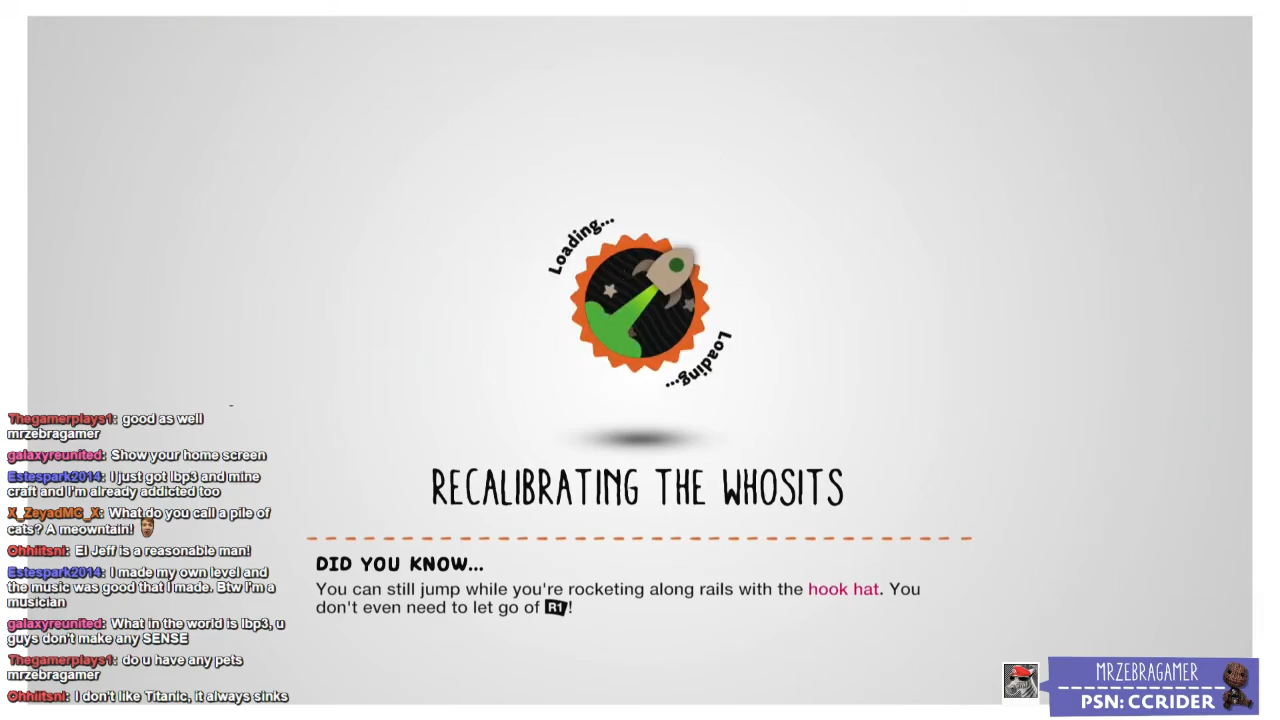 Loading...
Loading...
RECALIBRATING THE WHOSITS
DID YOU KNOW...
You can still jump while you're rocketing along rails with the hook hat. You
don't even need to let go of R1!
Thegamerplays1: good as well
mrzebragamer
galaxyreunited: Show your home screen
Estespark2014: I just got lbp3 and mine
craft and I'm already addicted too
X_ZeyadMC_X: What do you call a pile of
cats? A meowntain!
Ohhiitsni: El Jeff is a reasonable man!
Estespark2014: I made my own level and
the music was good that I made. Btw I'm a
musician
galaxyreunited: What in the world is lbp3, u
guys don't make any SENSE
Thegamerplays1: do u have any pets
mrzebragamer
Ohhiitsni: I don't like Titanic, it always sinks
MRZEBRAGAMER
PSN: CCRIDER